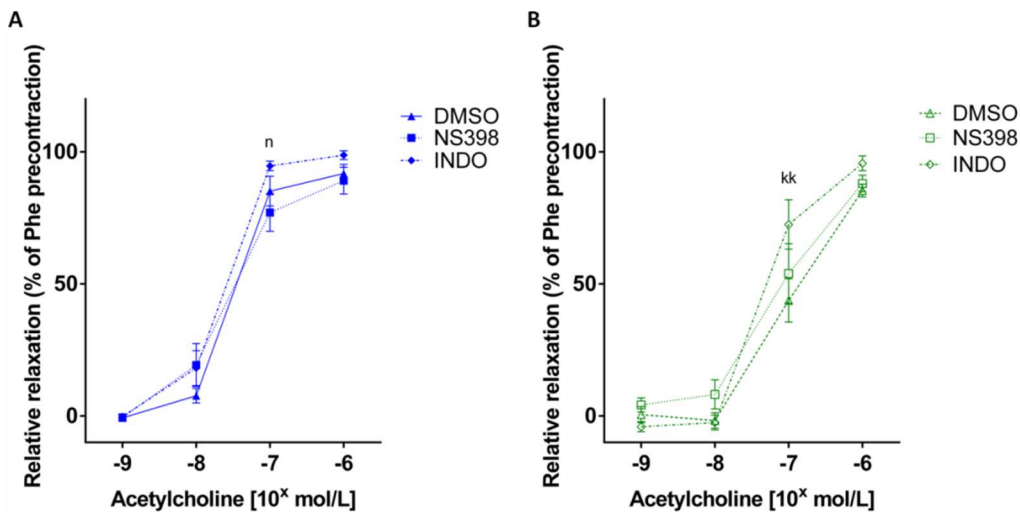 A
Relative relaxation (% of Phe precontraction)
100
50
0
n
-9 -8 -7 -6
Acetylcholine [10ˣ mol/L]
DMSO
NS398
INDO
B
Relative relaxation (% of Phe precontraction)
100
50
0
kk
-9 -8 -7 -6
Acetylcholine [10ˣ mol/L]
DMSO
NS398
INDO